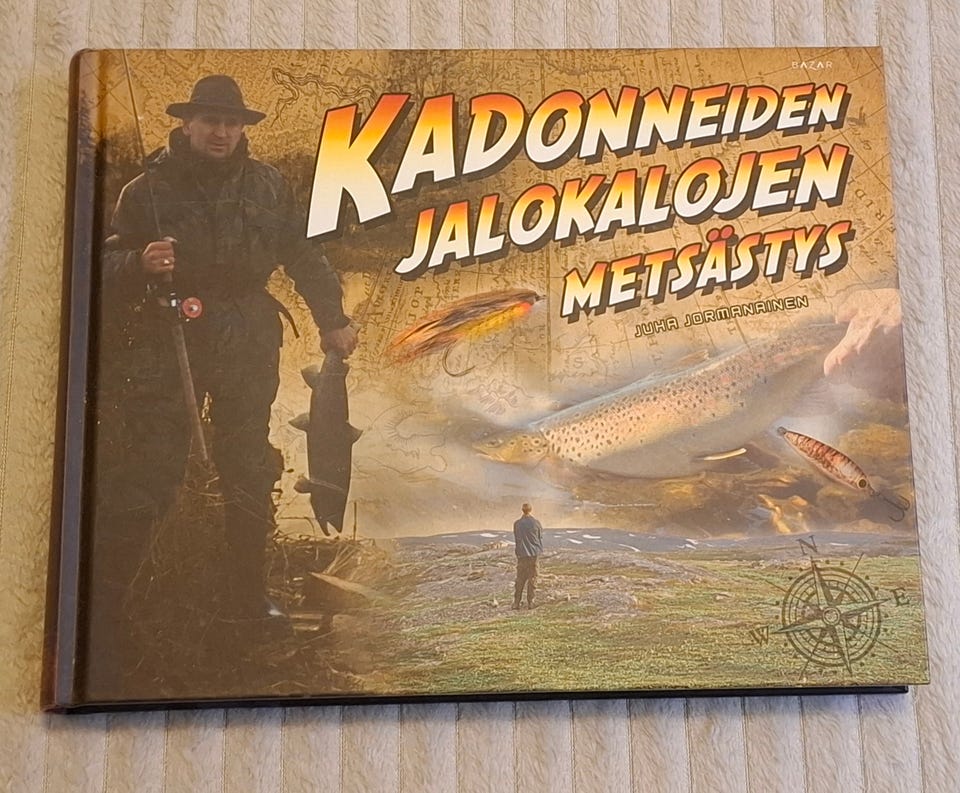 BAZAR
KADONNEIDEN
JALOKALOJEN
METSÄSTYS
JUHA JORMANAINEN
N
E
W